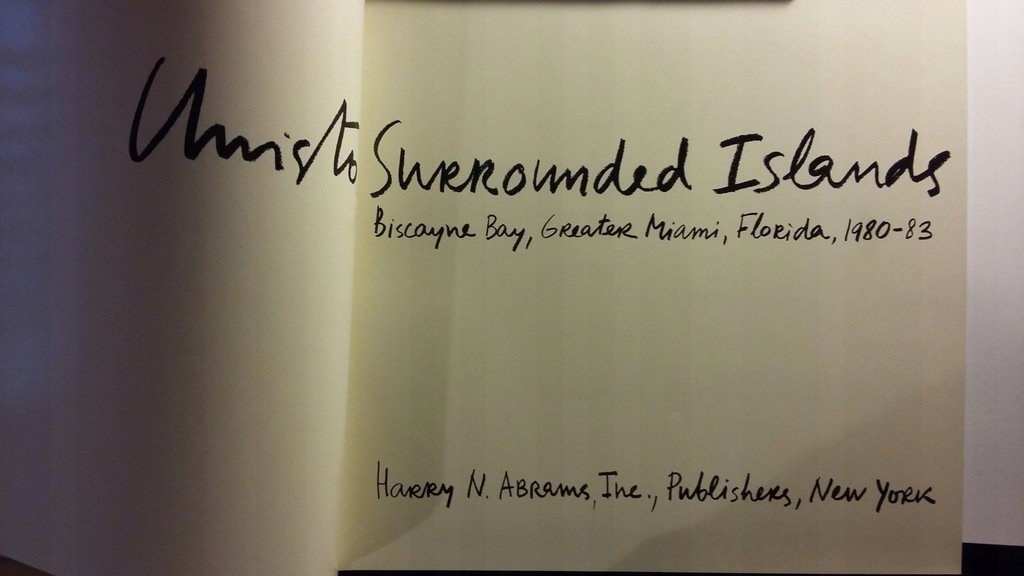 Christo
Surrounded Islands
Biscayne Bay, Greater Miami, Florida, 1980-83
Harry N. Abrams, Inc., Publishers, New York